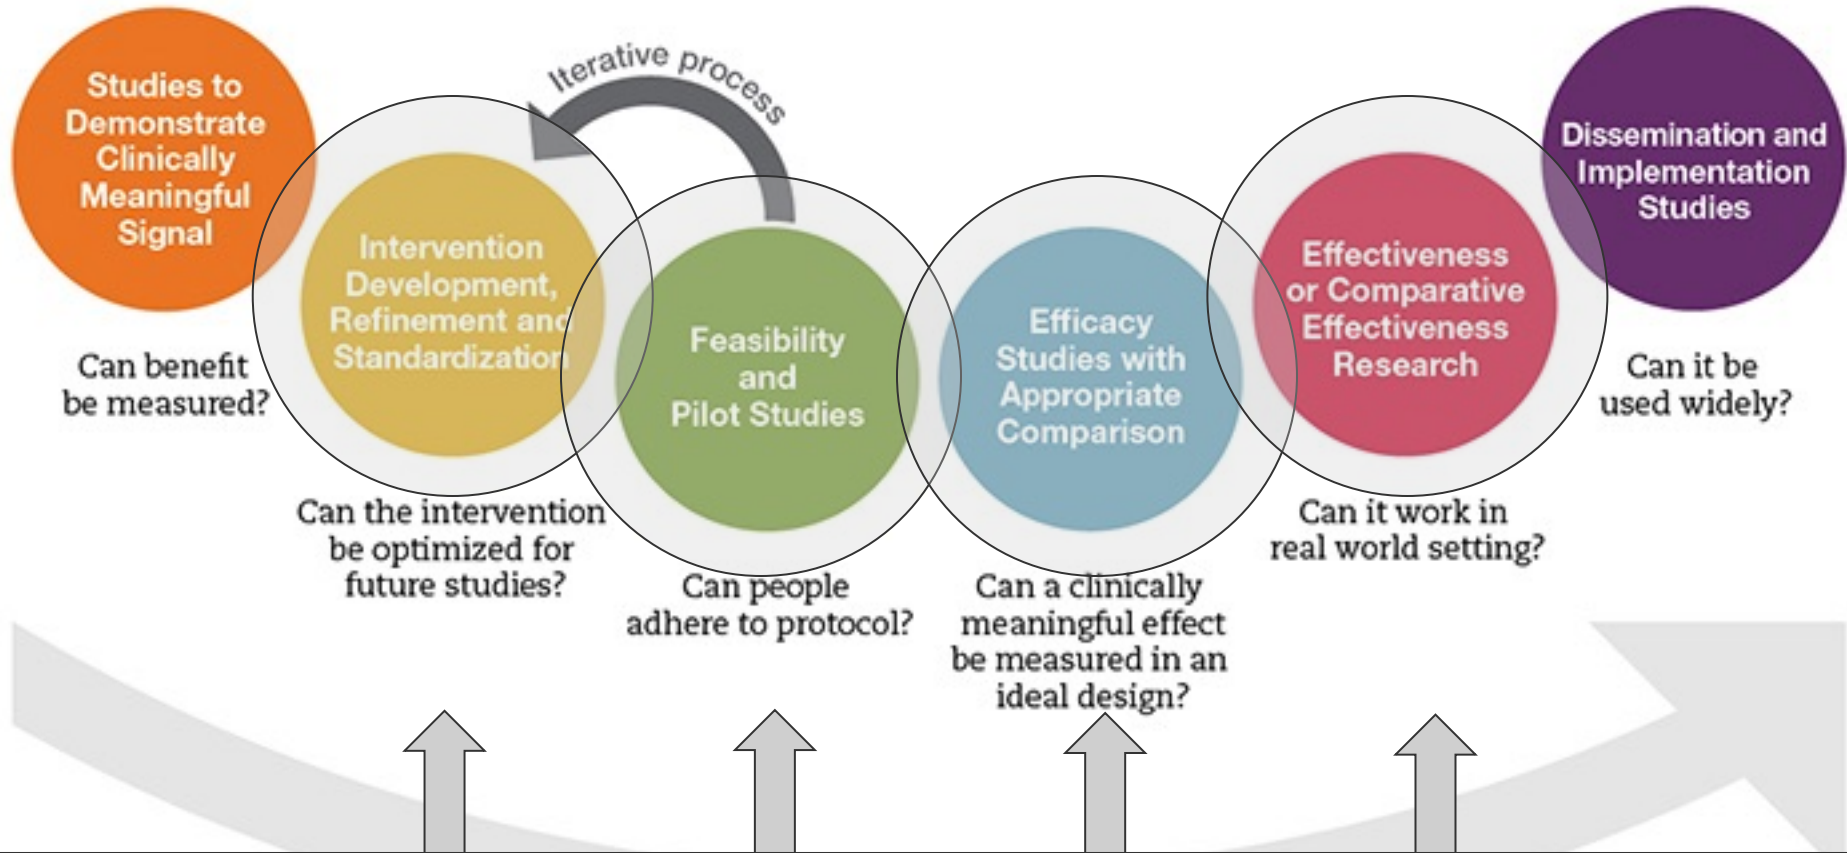 Studies to
Demonstrate
Clinically
Meaningful
Signal
Can benefit
be measured?
Iterative process
Intervention
Development,
Refinement and
Standardization
Can the intervention
be optimized for
future studies?
Feasibility
and
Pilot Studies
Can people
adhere to protocol?
Efficacy
Studies with
Appropriate
Comparison
Can a clinically
meaningful effect
be measured in an
ideal design?
Effectiveness
or Comparative
Effectiveness
Research
Can it work in
real world setting?
Dissemination and
Implementation
Studies
Can it be
used widely?